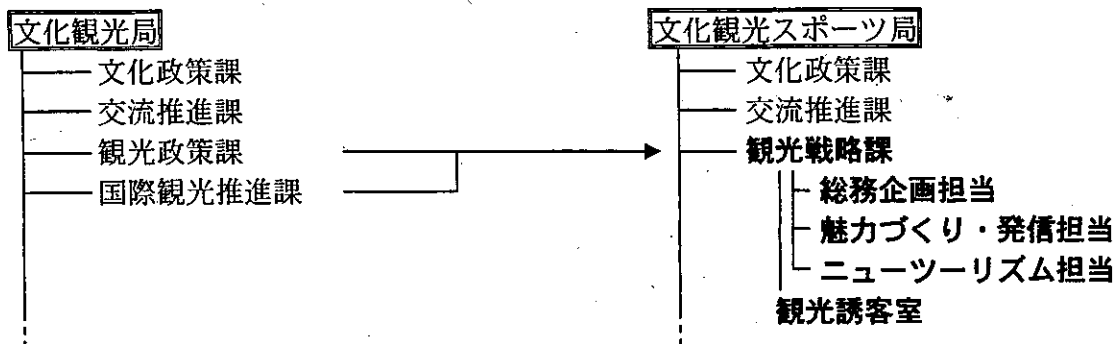 文化観光局
文化政策課
交流推進課
観光政策課
国際観光推進課
文化観光スポーツ局
文化政策課
交流推進課
観光戦略課
総務企画担当
魅力づくり・発信担当
ニューツーリズム担当
観光誘客室